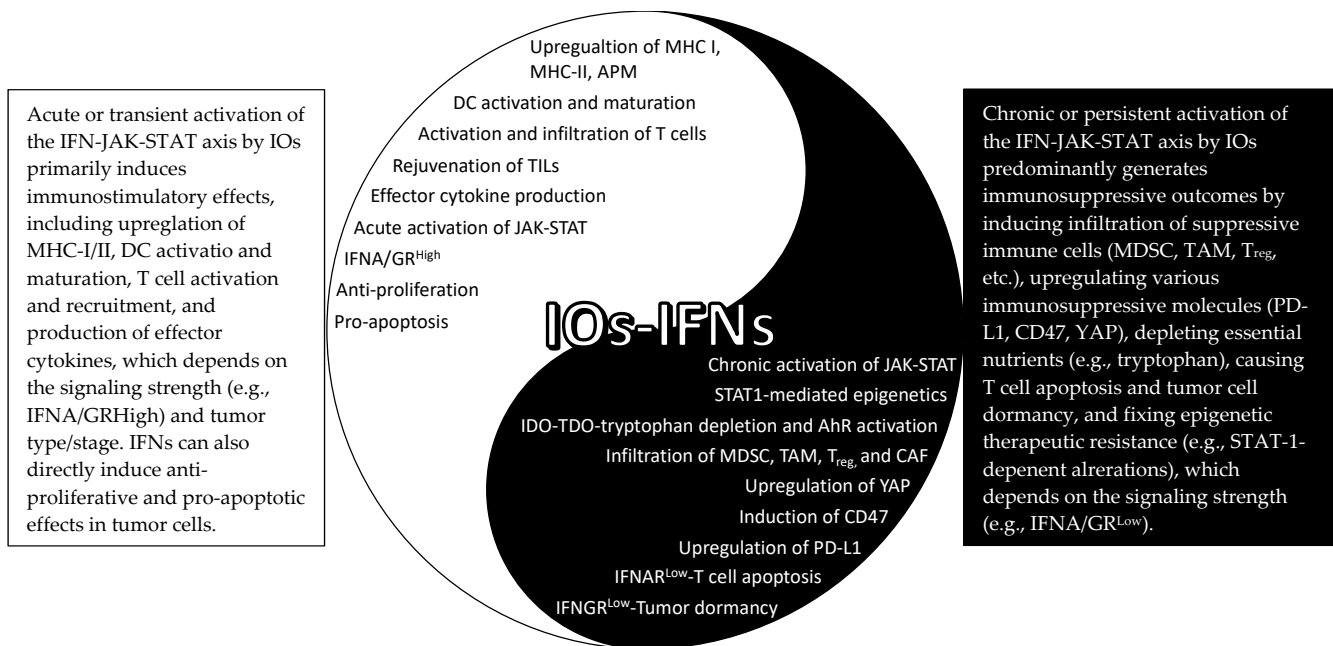 Acute or transient activation of
the IFN-JAK-STAT axis by IOs
primarily induces
immunostimulatory effects,
including upreglation of
MHC-I/II, DC activatio and
maturation, T cell activation
and recruitment, and
production of effector
cytokines, which depends on
the signaling strength (e.g.,
IFNA/GRHigh) and tumor
type/stage. IFNs can also
directly induce anti-
proliferative and pro-apoptotic
effects in tumor cells.
Upregualtion of MHC I,
MHC-II, APM
DC activation and maturation
Activation and infiltration of T cells
Rejuvenation of TILs
Effector cytokine production
Acute activation of JAK-STAT
IFNA/GRHigh
Anti-proliferation
Pro-apoptosis
IOs-IFNs
Chronic activation of JAK-STAT
STAT1-mediated epigenetics
IDO-TDO-tryptophan depletion and AhR activation
Infiltration of MDSC, TAM, Treg, and CAF
Upregulation of YAP
Induction of CD47
Upregulation of PD-L1
IFNARLow-T cell apoptosis
IFNGRLow-Tumor dormancy
Chronic or persistent activation of
the IFN-JAK-STAT axis by IOs
predominantly generates
immunosuppressive outcomes by
inducing infiltration of suppressive
immune cells (MDSC, TAM, Treg,
etc.), upregulating various
immunosuppressive molecules (PD-
L1, CD47, YAP), depleting essential
nutrients (e.g., tryptophan), causing
T cell apoptosis and tumor cell
dormancy, and fixing epigenetic
therapeutic resistance (e.g., STAT-1-
depenent alrerations), which
depends on the signaling strength
(e.g., IFNA/GRLow).